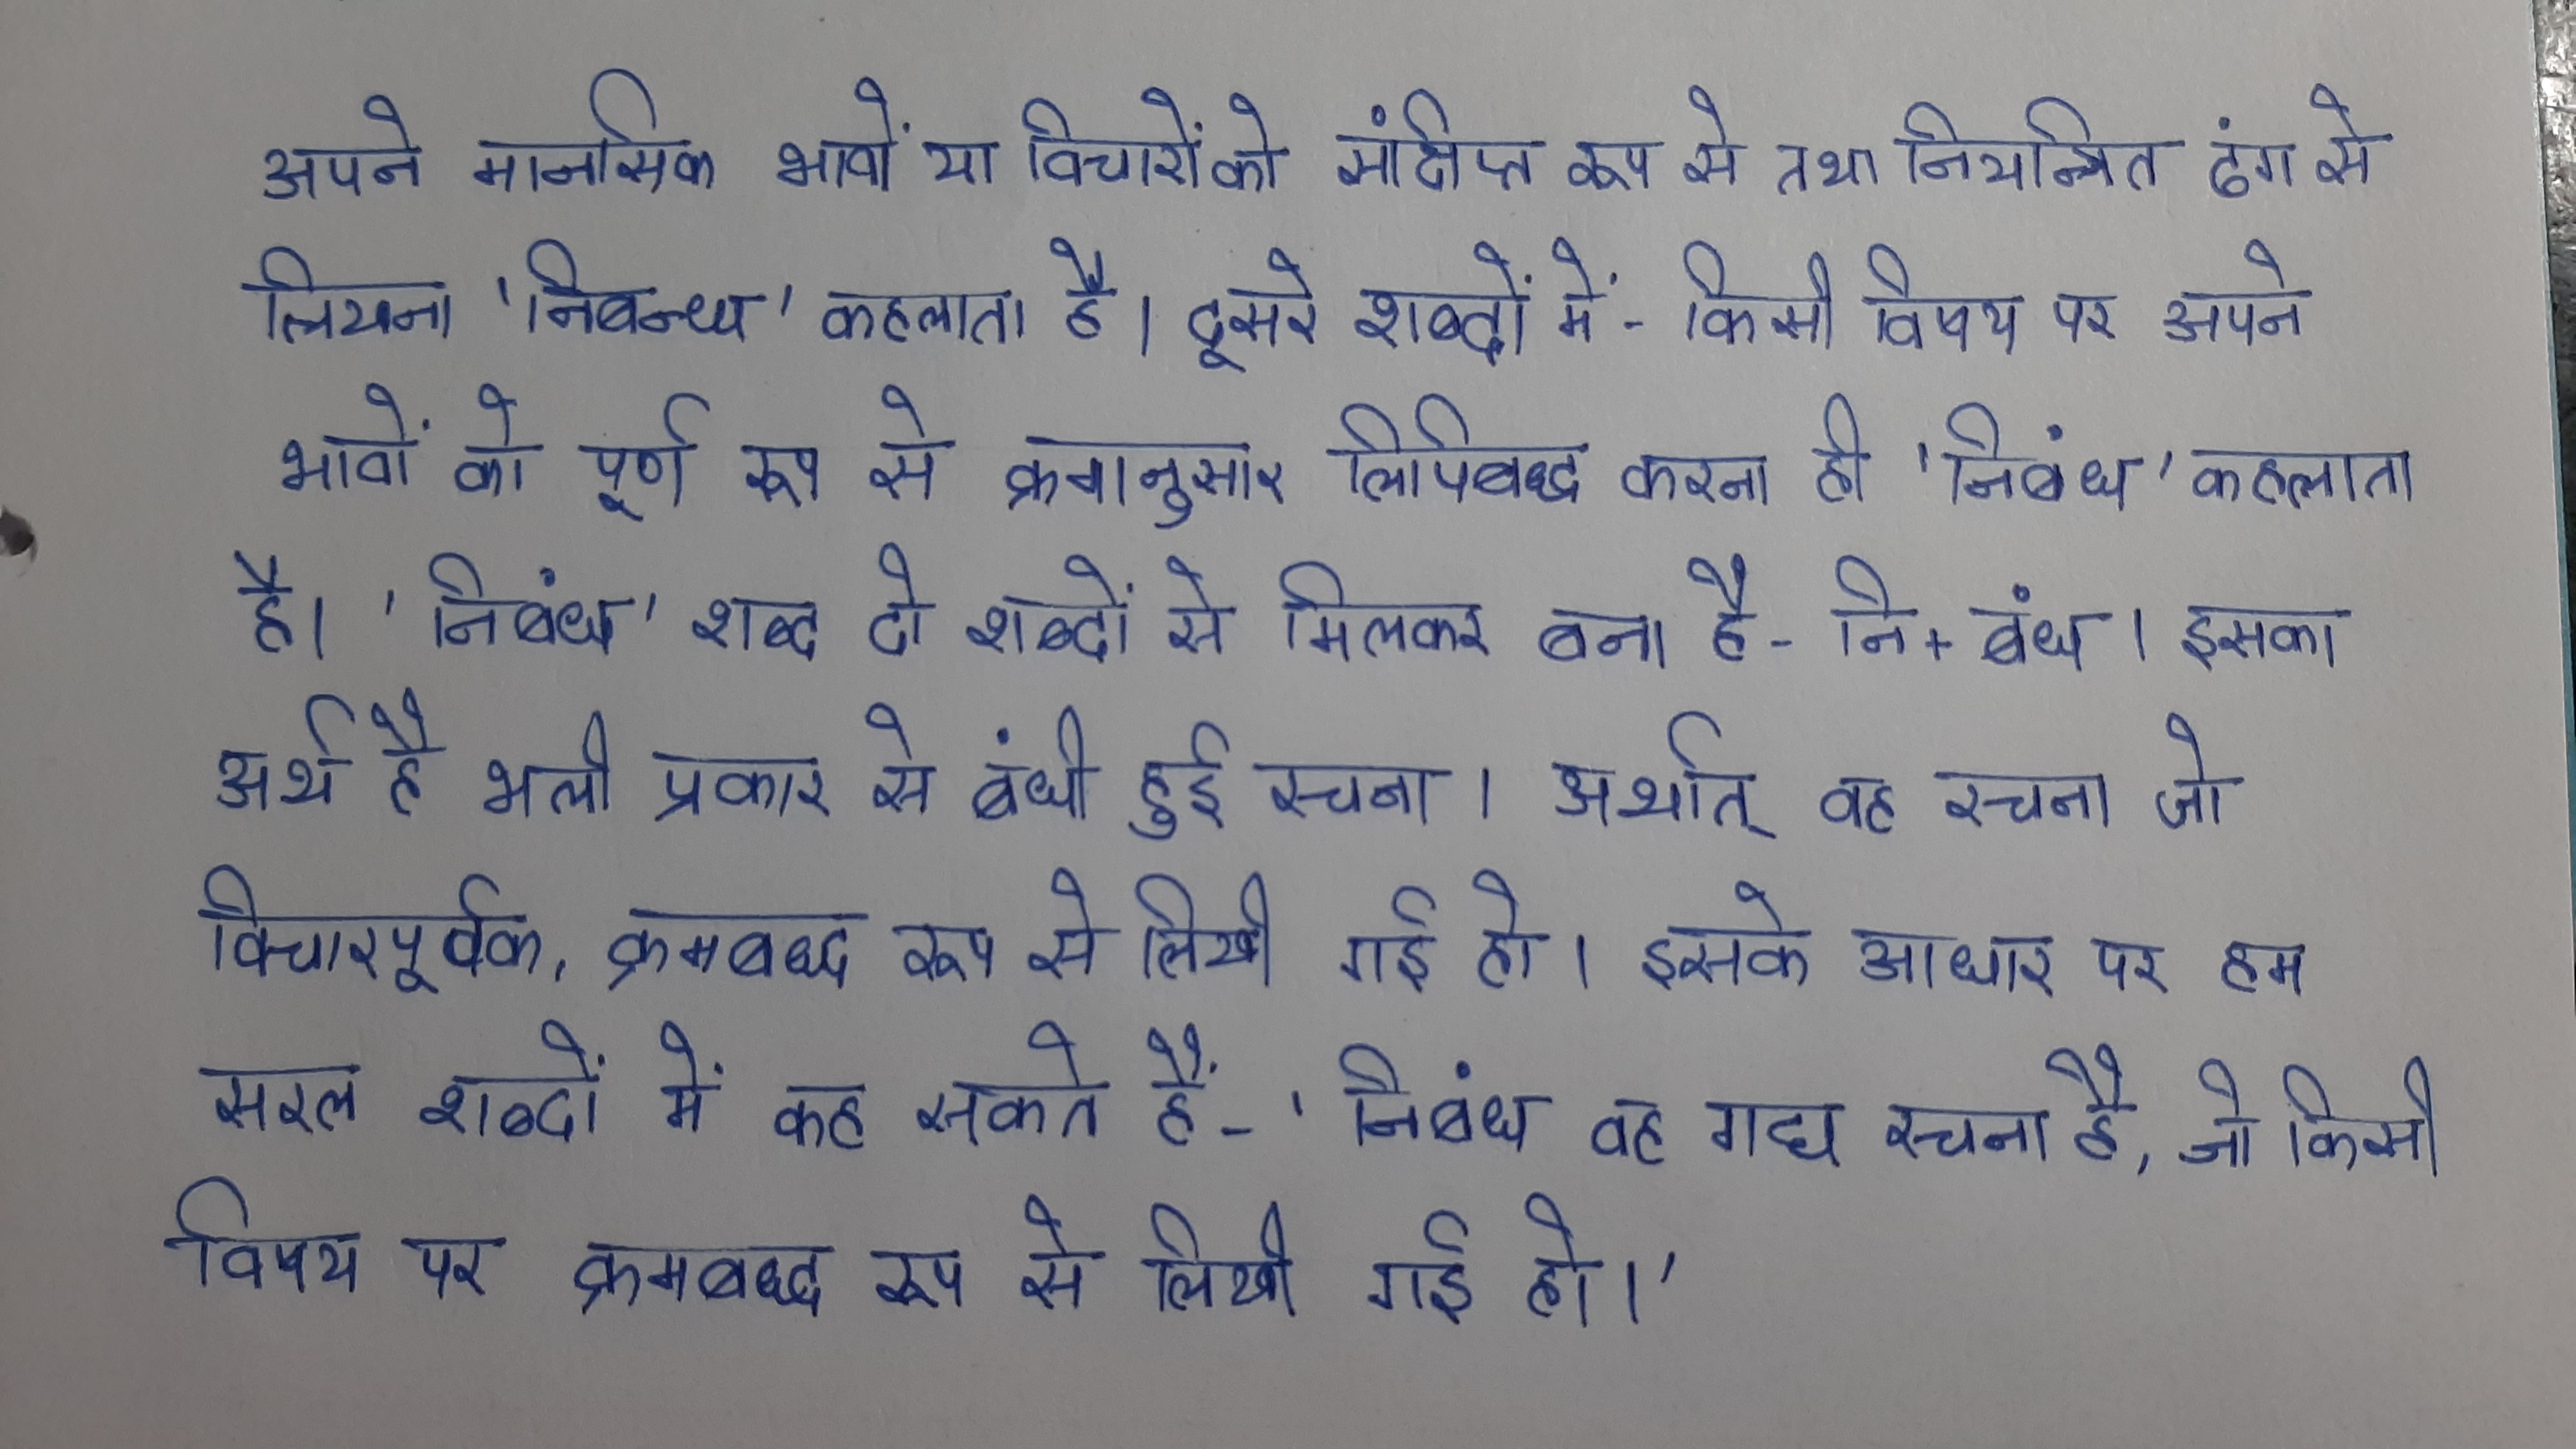 अपने मानसिक भावों या विचारों को संक्षिप्त रूप से तथा नियन्त्रित ढंग से
लिखना 'निबन्ध' कहलाता है। दूसरे शब्दों में - किसी विषय पर अपने
भावों को पूर्ण रूप से क्रमानुसार लिपिबद्ध करना ही 'निबंध' कहलाता
है। 'निबंध' शब्द दो शब्दों से मिलकर बना है - नि + बंध । इसका
अर्थ है भली प्रकार से बंधी हुई रचना । अर्थात् वह रचना जो
विचारपूर्वक, क्रमबद्ध रूप से लिखी गई हो । इसके आधार पर हम
सरल शब्दों में कह सकते हैं - 'निबंध वह गद्य रचना है, जो किसी
विषय पर क्रमबद्ध रूप से लिखी गई हो ।'